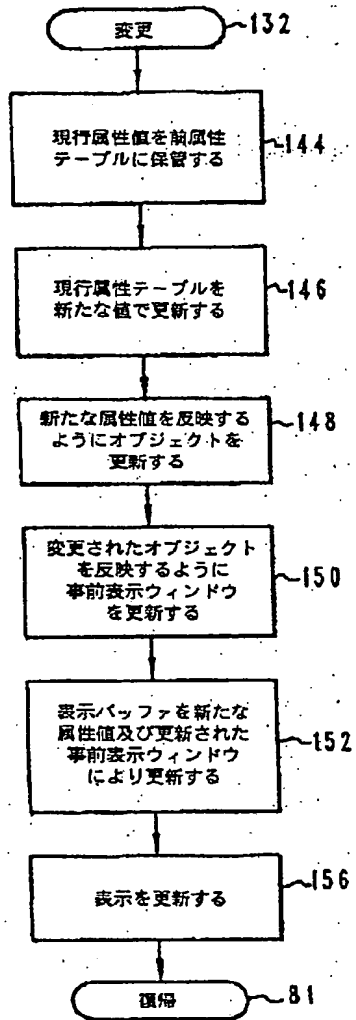 変更
132
現行属性値を前属性
テーブルに保管する
144
現行属性テーブルを
新たな値で更新する
146
新たな属性値を反映する
ようにオブジェクトを
更新する
148
変更されたオブジェクト
を反映するように
事前表示ウィンドウ
を更新する
150
表示バッファを新たな
属性値及び更新された
事前表示ウィンドウ
により更新する
152
表示を更新する
156
復帰
81